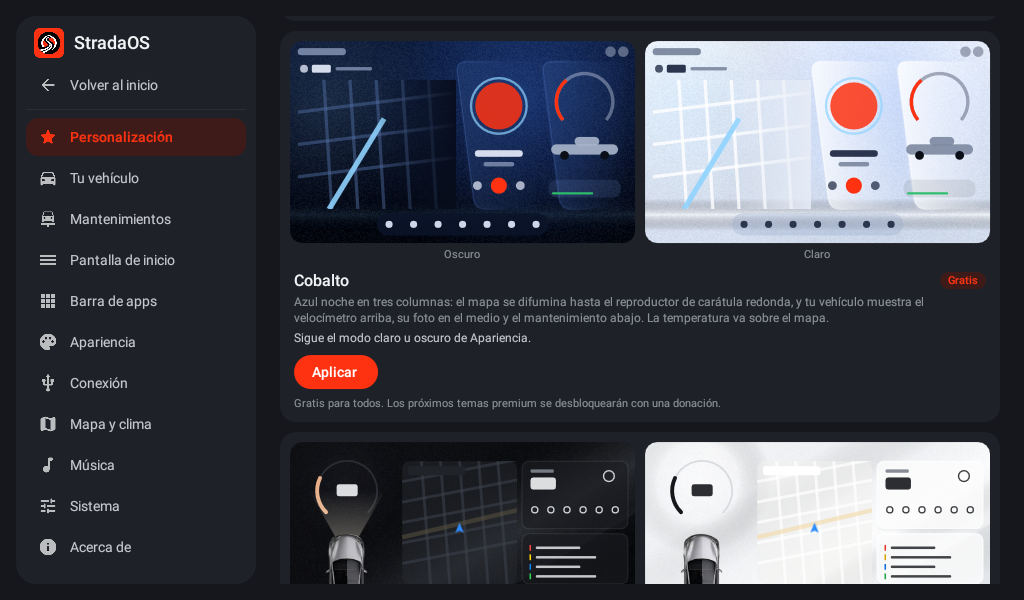 StradaOS
Volver al inicio
Personalización
Tu vehículo
Mantenimientos
Pantalla de inicio
Barra de apps
Apariencia
Conexión
Mapa y clima
Música
Sistema
Acerca de
Oscuro
Claro
Cobalto
Gratis
Azul noche en tres columnas: el mapa se difumina hasta el reproductor de carátula redonda, y tu vehículo muestra el
velocímetro arriba, su foto en el medio y el mantenimiento abajo. La temperatura va sobre el mapa.
Sigue el modo claro u oscuro de Apariencia.
Aplicar
Gratis para todos. Los próximos temas premium se desbloquearán con una donación.